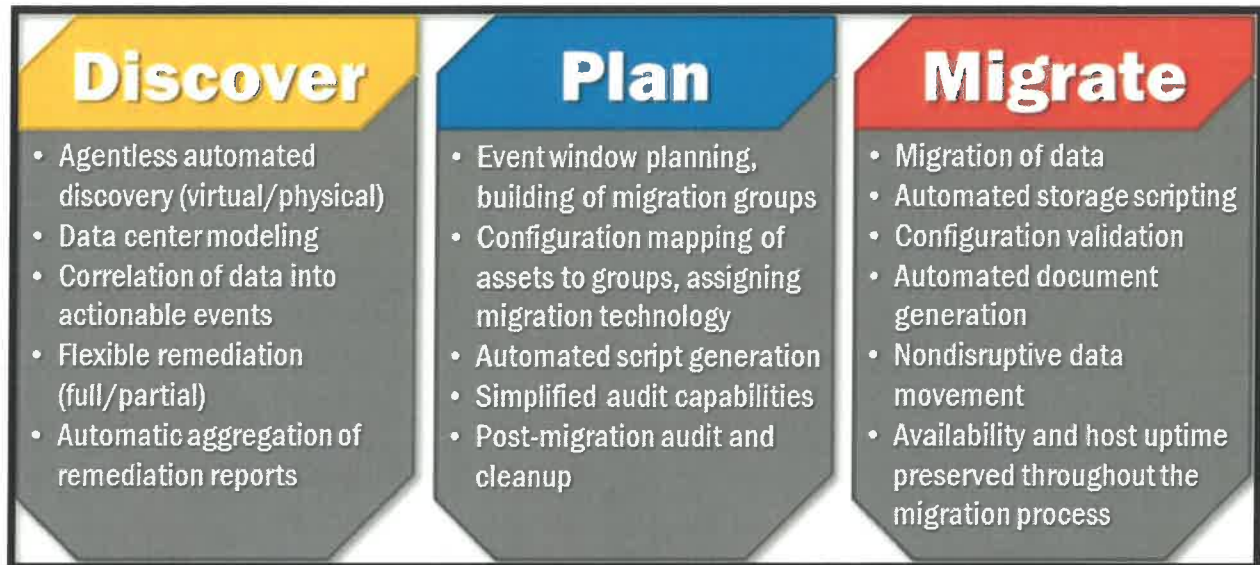 Discover
• Agentless automated
discovery (virtual/physical)
• Data center modeling
• Correlation of data into
actionable events
• Flexible remediation
(full/partial)
• Automatic aggregation of
remediation reports
Plan
• Event window planning,
building of migration groups
• Configuration mapping of
assets to groups, assigning
migration technology
• Automated script generation
• Simplified audit capabilities
• Post-migration audit and
cleanup
Migrate
• Migration of data
• Automated storage scripting
• Configuration validation
• Automated document
generation
• Nondisruptive data
movement
• Availability and host uptime
preserved throughout the
migration process